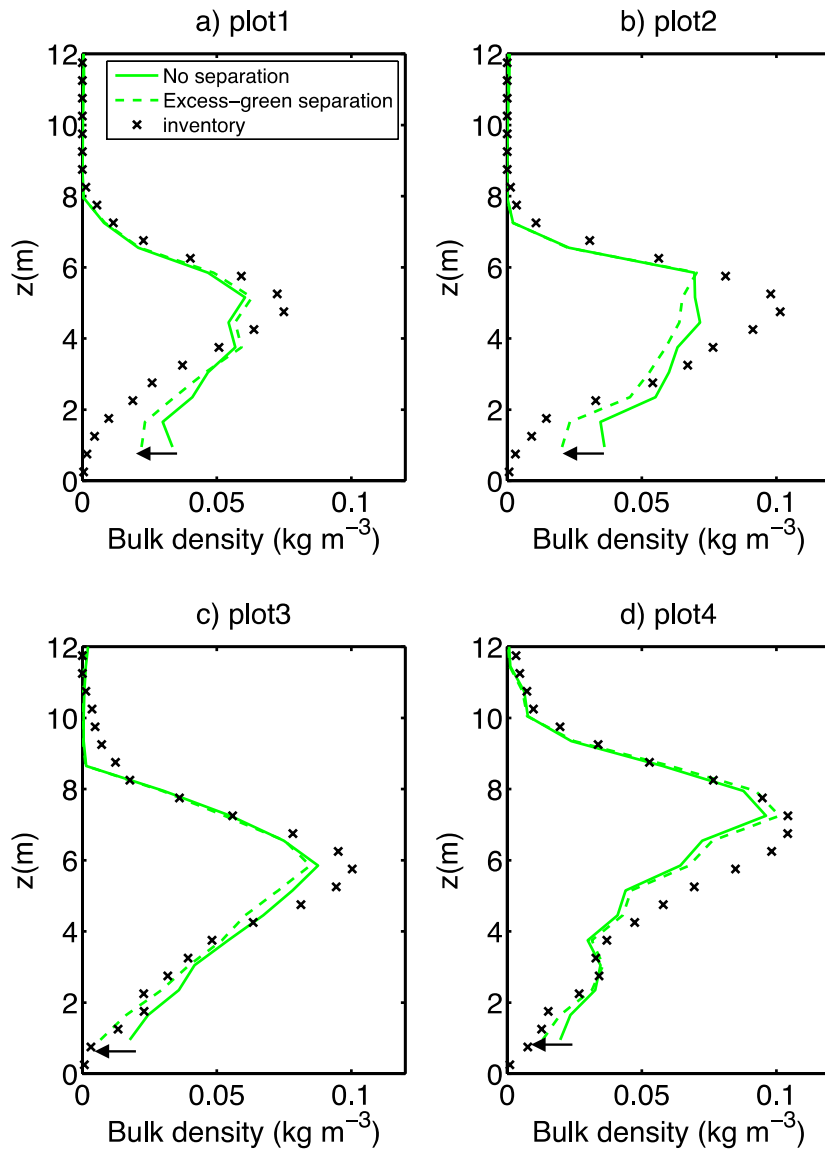 a) plot1
12
10
8
6
4
2
0
z(m)
No separation
Excess–green separation
inventory
0
0.05
0.1
Bulk density (kg m⁻³)
b) plot2
12
10
8
6
4
2
0
z(m)
0
0.05
0.1
Bulk density (kg m⁻³)
c) plot3
12
10
8
6
4
2
0
z(m)
0
0.05
0.1
Bulk density (kg m⁻³)
d) plot4
12
10
8
6
4
2
0
z(m)
0
0.05
0.1
Bulk density (kg m⁻³)